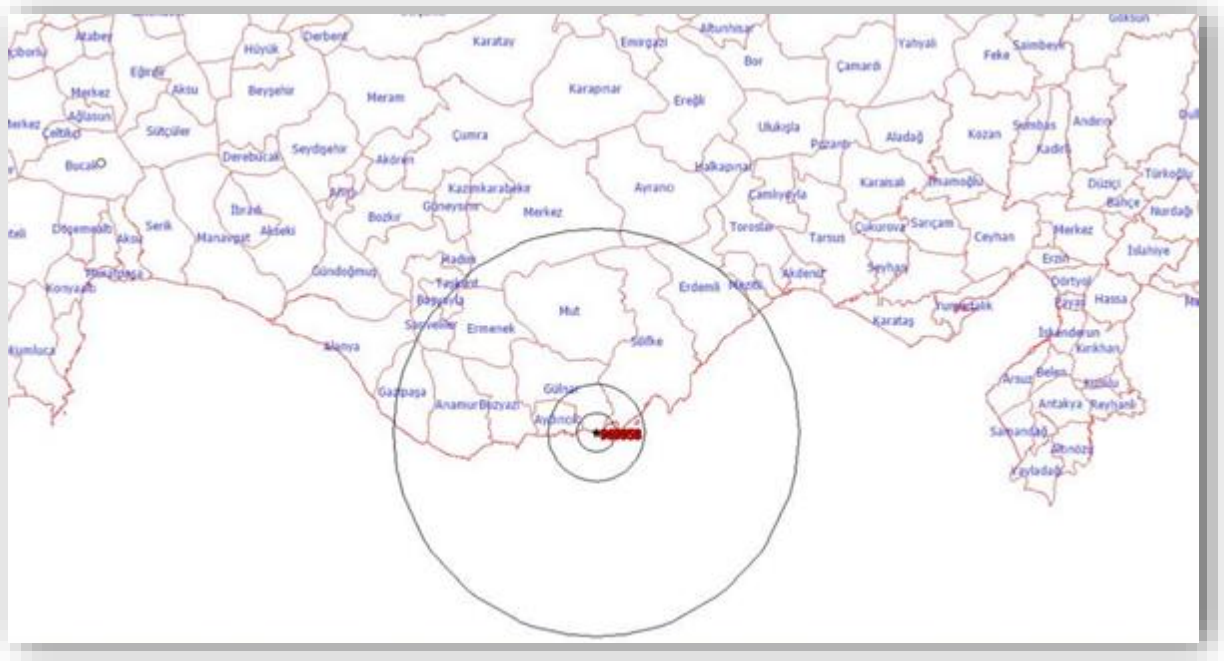 Göksun
Atabey
Derbent
Karatay
Emirgazi
Altunhisar
Yahyalı
Hüyük
Feke
Saimbeyli
Bor
Çamardı
Eğirdir
Aksu
Beyşehir
Meram
Karapınar
Ereğli
Merkez
Ağlasun
Sütçüler
Çumra
Ulukışla
Aladağ
Kozan
Sumbas
Andırın
Çeltikçi
Bucak
Derebucak
Seydişehir
Akören
Halkapınar
Pozantı
Kadirli
Türkoğlu
Ahırlı
Kazımkarabekir
Ayrancı
Çamlıyayla
Karaisalı
İmamoğlu
Düziçi
Bahçe
Nurdağı
İbradı
Bozkır
Güneysınır
Merkez
Serik
Akseki
Manavgat
Toroslar
Tarsus
Çukurova
Sarıçam
Ceyhan
Merkez
İslahiye
Döşemealtı
Aksu
Hadim
Erzin
Muratpaşa
Gündoğmuş
Taşkent
Akdeniz
Seyhan
Konyaaltı
Erdemli
Mezitli
Dörtyol
Başyayla
Hassa
Payas
Yumurtalık
Mut
Karataş
Sarıveliler
Ermenek
Silifke
İskenderun
Kumluca
Alanya
Kırıkhan
Arsuz
Belen
Kumlu
Gazipaşa
Gülnar
Anamur
Bozyazı
Antakya
Reyhanlı
Aydıncık
Samandağ
Altınözü
Yayladağı